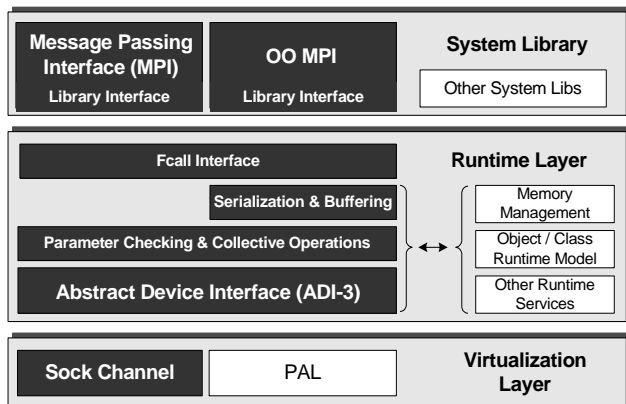 Message Passing
Interface (MPI)
Library Interface
OO MPI
Library Interface
System Library
Other System Libs
Fcall Interface
Runtime Layer
Serialization & Buffering
Parameter Checking & Collective Operations
Abstract Device Interface (ADI-3)
Memory
Management
Object / Class
Runtime Model
Other Runtime
Services
Sock Channel
PAL
Virtualization
Layer